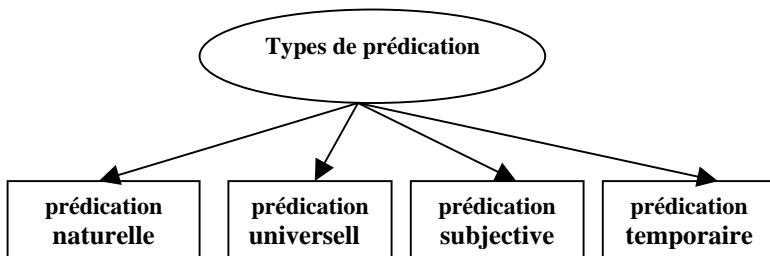 Types de prédication
prédication
naturelle
prédication
universell
prédication
subjective
prédication
temporaire